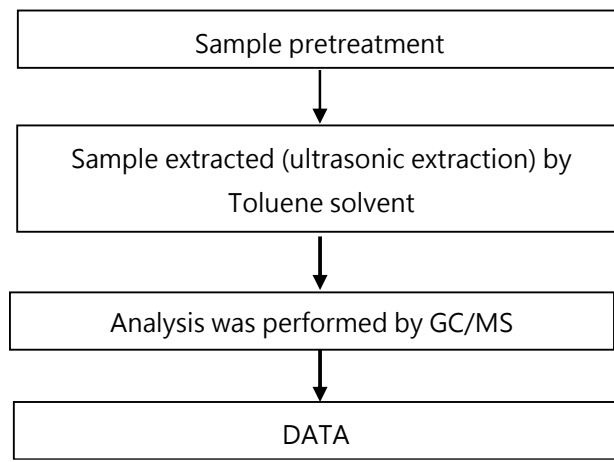 Sample pretreatment
Sample extracted (ultrasonic extraction) by
Toluene solvent
Analysis was performed by GC/MS
DATA